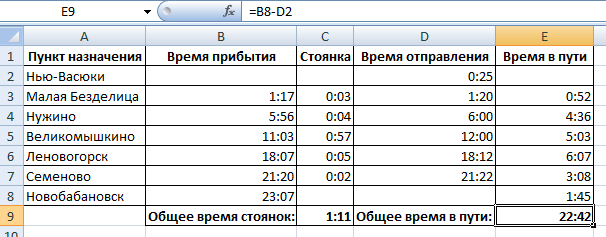 E9 fx =B8-D2
A B C D E
1 Пункт назначения Время прибытия Стоянка Время отправления Время в пути
2 Нью-Васюки 0:25
3 Малая Безделица 1:17 0:03 1:20 0:52
4 Нужино 5:56 0:04 6:00 4:36
5 Великомышкино 11:03 0:57 12:00 5:03
6 Леновогорск 18:07 0:05 18:12 6:07
7 Семеново 21:20 0:02 21:22 3:08
8 Новобабановск 23:07 1:45
9 Общее время стоянок: 1:11 Общее время в пути: 22:42
10